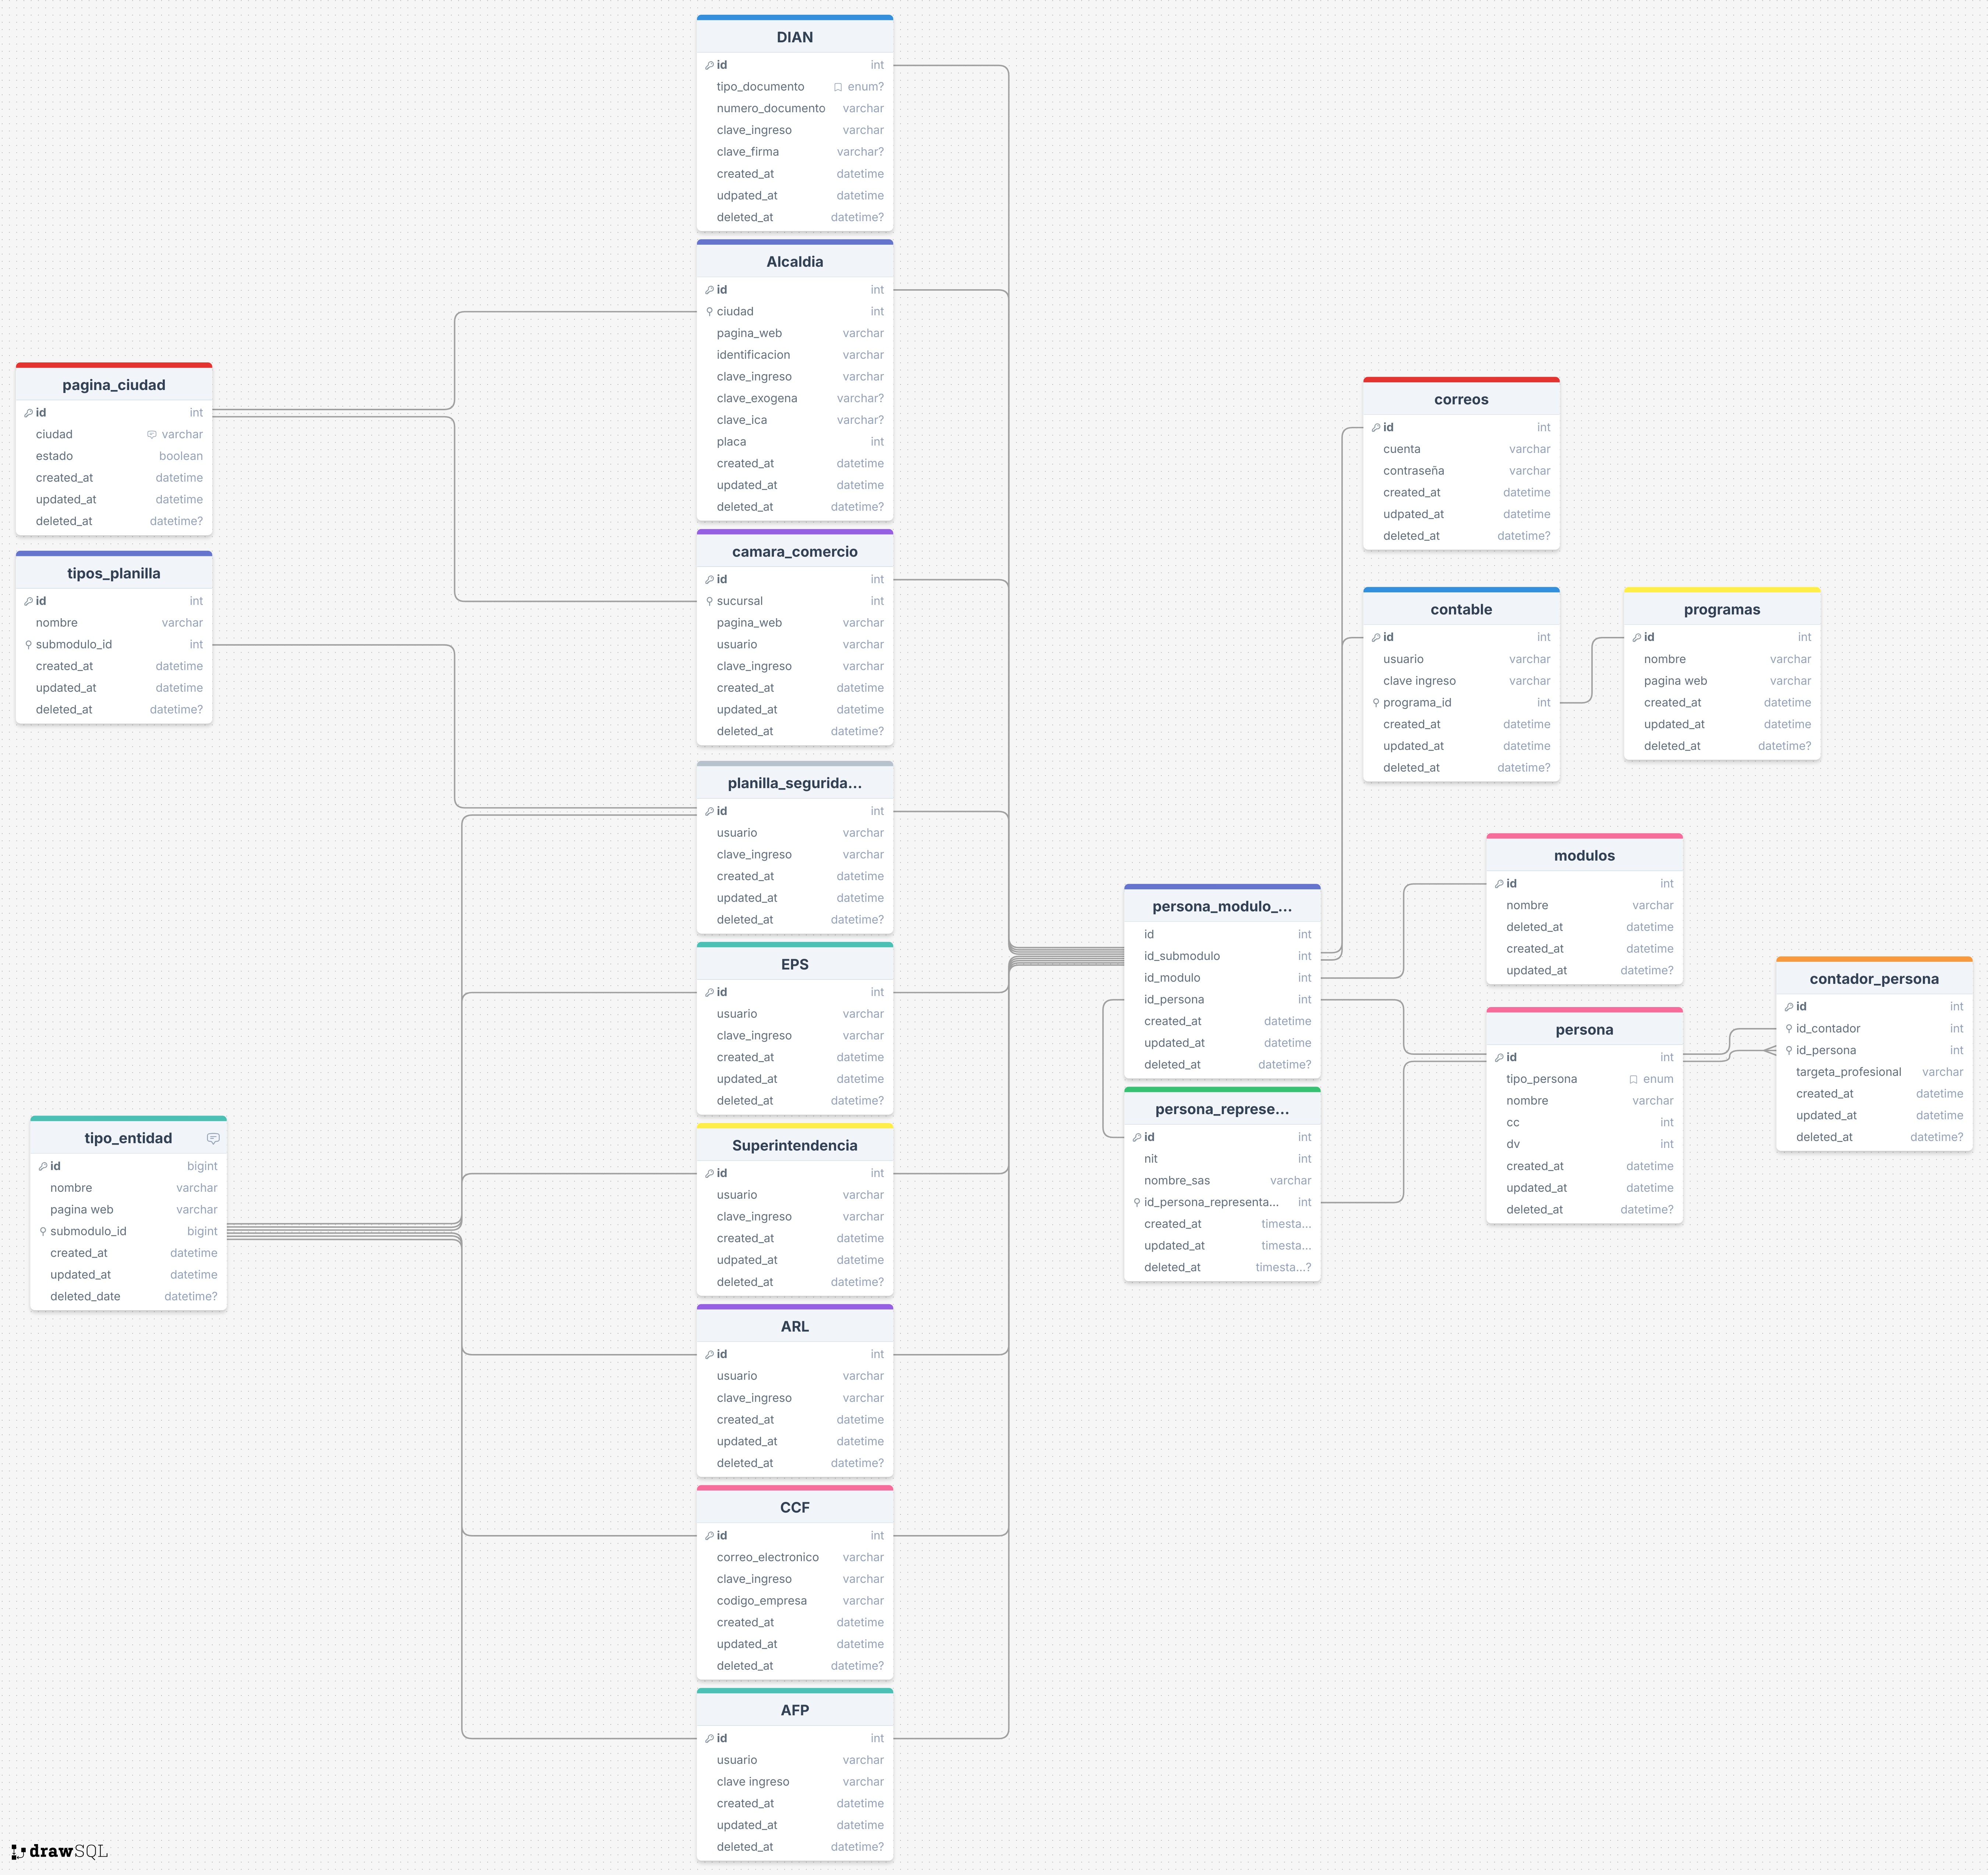 DIAN
id int
tipo_documento enum?
numero_documento varchar
clave_ingreso varchar
clave_firma varchar?
created_at datetime
udpated_at datetime
deleted_at datetime?
Alcaldia
id int
ciudad int
pagina_web varchar
identificacion varchar
clave_ingreso varchar
clave_exogena varchar?
clave_ica varchar?
placa int
created_at datetime
updated_at datetime
deleted_at datetime?
pagina_ciudad
id int
ciudad varchar
estado boolean
created_at datetime
updated_at datetime
deleted_at datetime?
tipos_planilla
id int
nombre varchar
submodulo_id int
created_at datetime
updated_at datetime
deleted_at datetime?
camara_comercio
id int
sucursal int
pagina_web varchar
usuario varchar
clave_ingreso varchar
created_at datetime
updated_at datetime
deleted_at datetime?
planilla_segurida...
id int
usuario varchar
clave_ingreso varchar
created_at datetime
updated_at datetime
deleted_at datetime?
EPS
id int
usuario varchar
clave_ingreso varchar
created_at datetime
updated_at datetime
deleted_at datetime?
tipo_entidad
id bigint
nombre varchar
pagina web varchar
submodulo_id bigint
created_at datetime
updated_at datetime
deleted_date datetime?
Superintendencia
id int
usuario varchar
clave_ingreso varchar
created_at datetime
udpated_at datetime
deleted_at datetime?
ARL
id int
usuario varchar
clave_ingreso varchar
created_at datetime
updated_at datetime
deleted_at datetime?
CCF
id int
correo_electronico varchar
clave_ingreso varchar
codigo_empresa varchar
created_at datetime
updated_at datetime
deleted_at datetime?
AFP
id int
usuario varchar
clave ingreso varchar
created_at datetime
updated_at datetime
deleted_at datetime?
correos
id int
cuenta varchar
contraseña varchar
created_at datetime
udpated_at datetime
deleted_at datetime?
contable
id int
usuario varchar
clave ingreso varchar
programa_id int
created_at datetime
updated_at datetime
deleted_at datetime?
programas
id int
nombre varchar
pagina web varchar
created_at datetime
updated_at datetime
deleted_at datetime?
modulos
id int
nombre varchar
deleted_at datetime
created_at datetime
updated_at datetime?
persona_modulo_...
id int
id_submodulo int
id_modulo int
id_persona int
created_at datetime
updated_at datetime
deleted_at datetime?
persona_represe...
id int
nit int
nombre_sas varchar
id_persona_representa... int
created_at timesta...
updated_at timesta...
deleted_at timesta...?
persona
id int
tipo_persona enum
nombre varchar
cc int
dv int
created_at datetime
updated_at datetime
deleted_at datetime?
contador_persona
id int
id_contador int
id_persona int
targeta_profesional varchar
created_at datetime
updated_at datetime
deleted_at datetime?
drawSQL